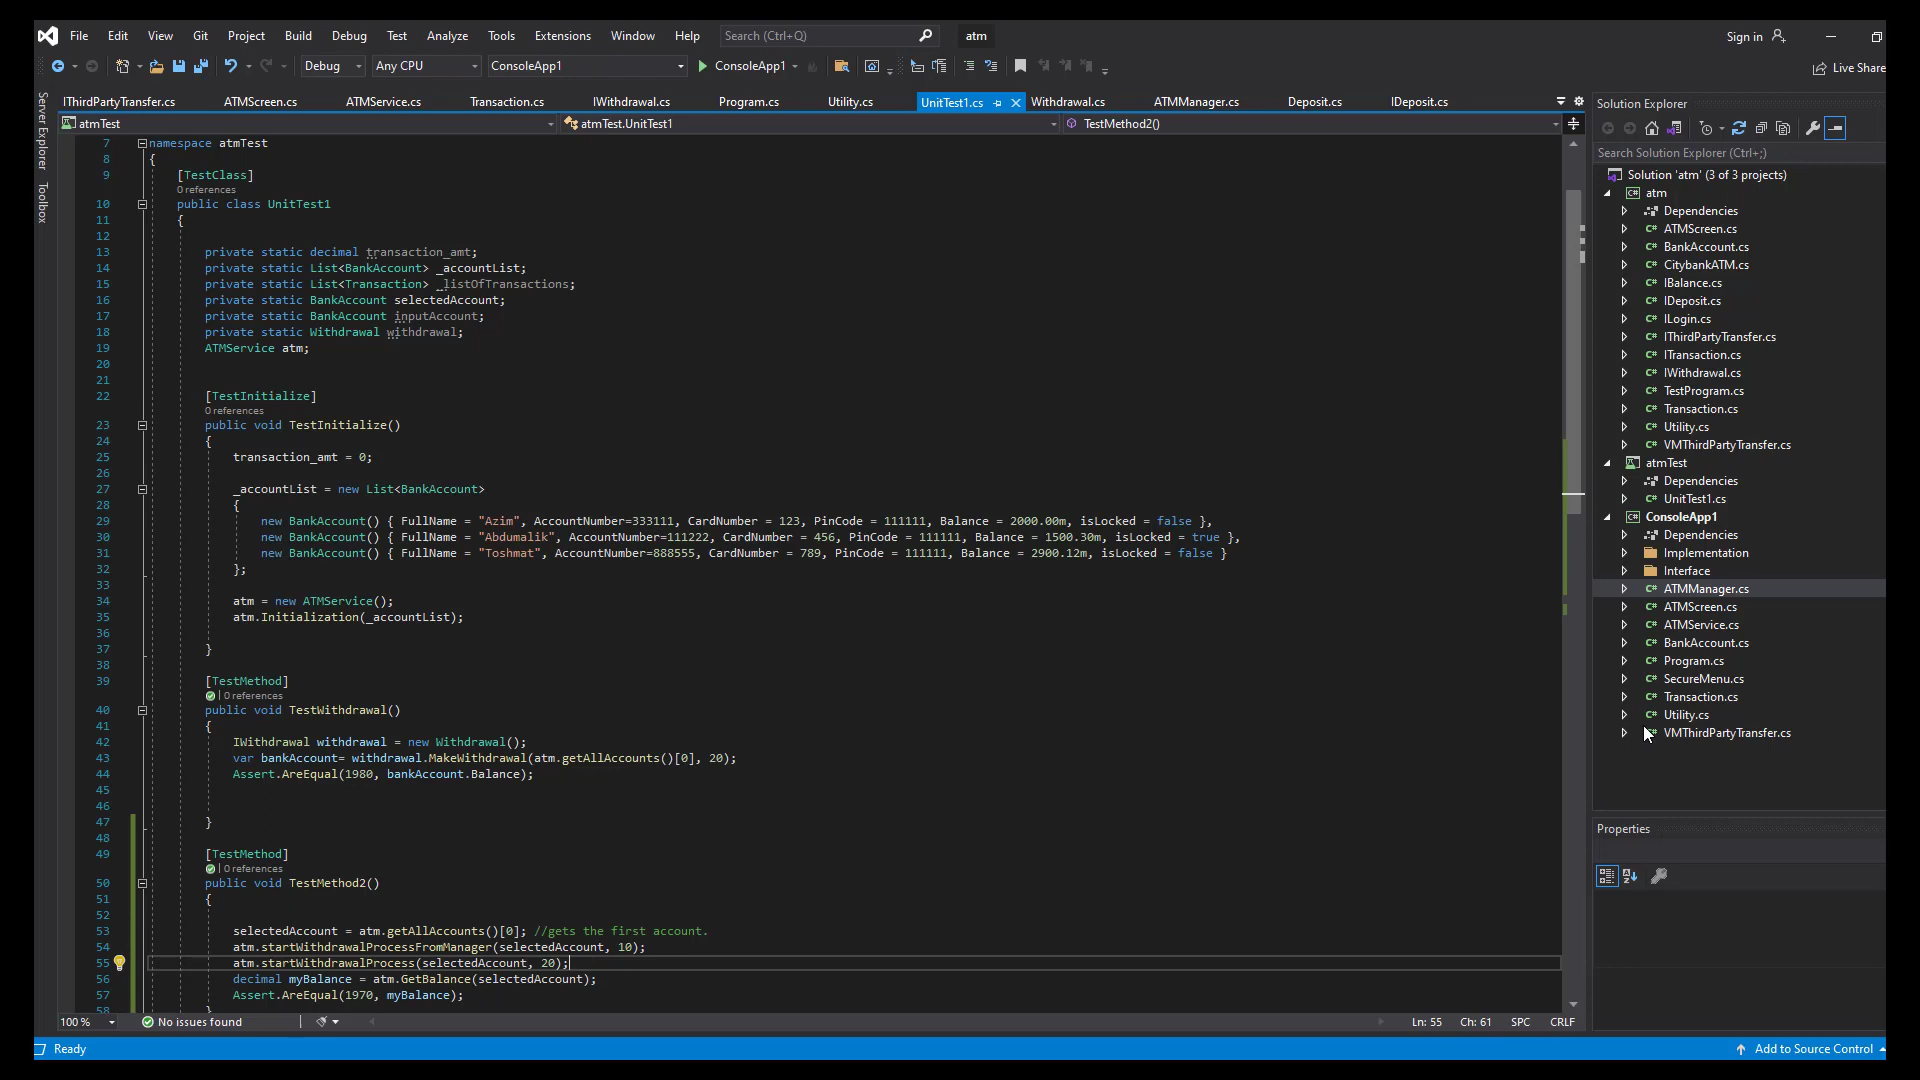 File Edit View Git Project Build Debug Test Analyze Tools Extensions Window Help Search (Ctrl+Q) atm Sign in
Debug Any CPU ConsoleApp1 ConsoleApp1 Live Share
IThirdPartyTransfer.cs ATMScreen.cs ATMService.cs Transaction.cs IWithdrawal.cs Program.cs Utility.cs UnitTest1.cs Withdrawal.cs ATMManager.cs Deposit.cs IDeposit.cs
atmTest atmTest.UnitTest1 TestMethod2()
Server Explorer
Toolbox
7 namespace atmTest
8 {
9 [TestClass]
0 references
10 public class UnitTest1
11 {
12
13 private static decimal transaction_amt;
14 private static List<BankAccount> _accountList;
15 private static List<Transaction> _listOfTransactions;
16 private static BankAccount selectedAccount;
17 private static BankAccount inputAccount;
18 private static Withdrawal withdrawal;
19 ATMService atm;
20
21
22 [TestInitialize]
0 references
23 public void TestInitialize()
24 {
25 transaction_amt = 0;
26
27 _accountList = new List<BankAccount>
28 {
29 new BankAccount() { FullName = "Azim", AccountNumber=333111, CardNumber = 123, PinCode = 111111, Balance = 2000.00m, isLocked = false },
30 new BankAccount() { FullName = "Abdumalik", AccountNumber=111222, CardNumber = 456, PinCode = 111111, Balance = 1500.30m, isLocked = true },
31 new BankAccount() { FullName = "Toshmat", AccountNumber=888555, CardNumber = 789, PinCode = 111111, Balance = 2900.12m, isLocked = false }
32 };
33
34 atm = new ATMService();
35 atm.Initialization(_accountList);
36
37 }
38
39 [TestMethod]
0 references
40 public void TestWithdrawal()
41 {
42 IWithdrawal withdrawal = new Withdrawal();
43 var bankAccount= withdrawal.MakeWithdrawal(atm.getAllAccounts()[0], 20);
44 Assert.AreEqual(1980, bankAccount.Balance);
45
46
47 }
48
49 [TestMethod]
0 references
50 public void TestMethod2()
51 {
52
53 selectedAccount = atm.getAllAccounts()[0]; //gets the first account.
54 atm.startWithdrawalProcessFromManager(selectedAccount, 10);
55 atm.startWithdrawalProcess(selectedAccount, 20);
56 decimal myBalance = atm.GetBalance(selectedAccount);
57 Assert.AreEqual(1970, myBalance);
58 }
100 % No issues found Ln: 55 Ch: 61 SPC CRLF
Ready Add to Source Control
Solution Explorer
Search Solution Explorer (Ctrl+;)
Solution 'atm' (3 of 3 projects)
C# atm
Dependencies
C# ATMScreen.cs
C# BankAccount.cs
C# CitybankATM.cs
C# IBalance.cs
C# IDeposit.cs
C# ILogin.cs
C# IThirdPartyTransfer.cs
C# ITransaction.cs
C# IWithdrawal.cs
C# TestProgram.cs
C# Transaction.cs
C# Utility.cs
C# VMThirdPartyTransfer.cs
atmTest
Dependencies
C# UnitTest1.cs
C# ConsoleApp1
Dependencies
Implementation
Interface
C# ATMManager.cs
C# ATMScreen.cs
C# ATMService.cs
C# BankAccount.cs
C# Program.cs
C# SecureMenu.cs
C# Transaction.cs
C# Utility.cs
VMThirdPartyTransfer.cs
Properties